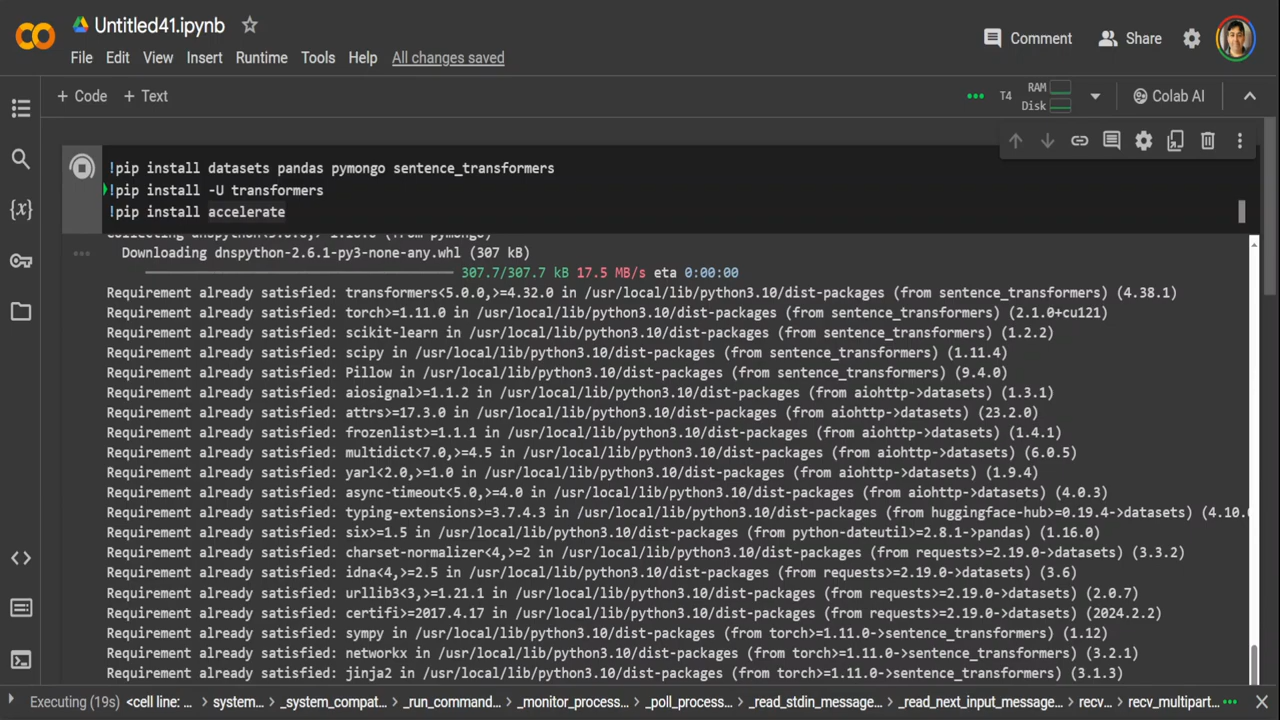 Untitled41.ipynb
File Edit View Insert Runtime Tools Help All changes saved
Comment Share
+ Code + Text
T4 RAM Disk Colab AI
!pip install datasets pandas pymongo sentence_transformers
!pip install -U transformers
!pip install accelerate
Collecting dnspython<3.0.0,>=1.16.0 (from pymongo)
Downloading dnspython-2.6.1-py3-none-any.whl (307 kB)
307.7/307.7 kB 17.5 MB/s eta 0:00:00
Requirement already satisfied: transformers<5.0.0,>=4.32.0 in /usr/local/lib/python3.10/dist-packages (from sentence_transformers) (4.38.1)
Requirement already satisfied: torch>=1.11.0 in /usr/local/lib/python3.10/dist-packages (from sentence_transformers) (2.1.0+cu121)
Requirement already satisfied: scikit-learn in /usr/local/lib/python3.10/dist-packages (from sentence_transformers) (1.2.2)
Requirement already satisfied: scipy in /usr/local/lib/python3.10/dist-packages (from sentence_transformers) (1.11.4)
Requirement already satisfied: Pillow in /usr/local/lib/python3.10/dist-packages (from sentence_transformers) (9.4.0)
Requirement already satisfied: aiosignal>=1.1.2 in /usr/local/lib/python3.10/dist-packages (from aiohttp->datasets) (1.3.1)
Requirement already satisfied: attrs>=17.3.0 in /usr/local/lib/python3.10/dist-packages (from aiohttp->datasets) (23.2.0)
Requirement already satisfied: frozenlist>=1.1.1 in /usr/local/lib/python3.10/dist-packages (from aiohttp->datasets) (1.4.1)
Requirement already satisfied: multidict<7.0,>=4.5 in /usr/local/lib/python3.10/dist-packages (from aiohttp->datasets) (6.0.5)
Requirement already satisfied: yarl<2.0,>=1.0 in /usr/local/lib/python3.10/dist-packages (from aiohttp->datasets) (1.9.4)
Requirement already satisfied: async-timeout<5.0,>=4.0 in /usr/local/lib/python3.10/dist-packages (from aiohttp->datasets) (4.0.3)
Requirement already satisfied: typing-extensions>=3.7.4.3 in /usr/local/lib/python3.10/dist-packages (from huggingface-hub>=0.19.4->datasets) (4.10.0
Requirement already satisfied: six>=1.5 in /usr/local/lib/python3.10/dist-packages (from python-dateutil>=2.8.1->pandas) (1.16.0)
Requirement already satisfied: charset-normalizer<4,>=2 in /usr/local/lib/python3.10/dist-packages (from requests>=2.19.0->datasets) (3.3.2)
Requirement already satisfied: idna<4,>=2.5 in /usr/local/lib/python3.10/dist-packages (from requests>=2.19.0->datasets) (3.6)
Requirement already satisfied: urllib3<3,>=1.21.1 in /usr/local/lib/python3.10/dist-packages (from requests>=2.19.0->datasets) (2.0.7)
Requirement already satisfied: certifi>=2017.4.17 in /usr/local/lib/python3.10/dist-packages (from requests>=2.19.0->datasets) (2024.2.2)
Requirement already satisfied: sympy in /usr/local/lib/python3.10/dist-packages (from torch>=1.11.0->sentence_transformers) (1.12)
Requirement already satisfied: networkx in /usr/local/lib/python3.10/dist-packages (from torch>=1.11.0->sentence_transformers) (3.2.1)
Requirement already satisfied: jinja2 in /usr/local/lib/python3.10/dist-packages (from torch>=1.11.0->sentence_transformers) (3.1.3)
Executing (19s) <cell line: ... > system... > _system_compat... > _run_command... > _monitor_process... > _poll_process... > _read_stdin_message... > _read_next_input_message... > recv... > recv_multipart...